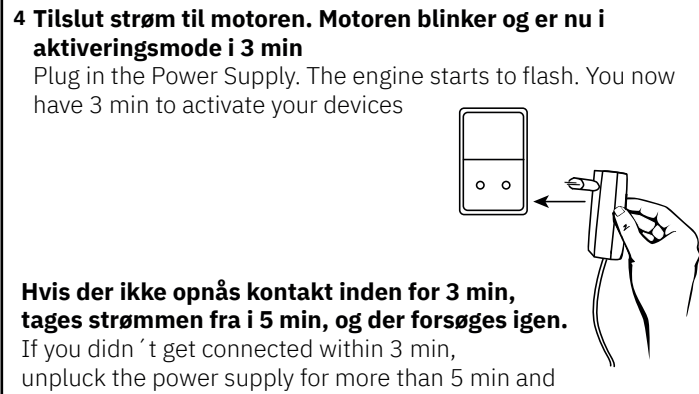 4 Tilslut strøm til motoren. Motoren blinker og er nu i
aktiveringsmode i 3 min
Plug in the Power Supply. The engine starts to flash. You now
have 3 min to activate your devices
Hvis der ikke opnås kontakt inden for 3 min,
tages strømmen fra i 5 min, og der forsøges igen.
If you didn´t get connected within 3 min,
unpluck the power supply for more than 5 min and